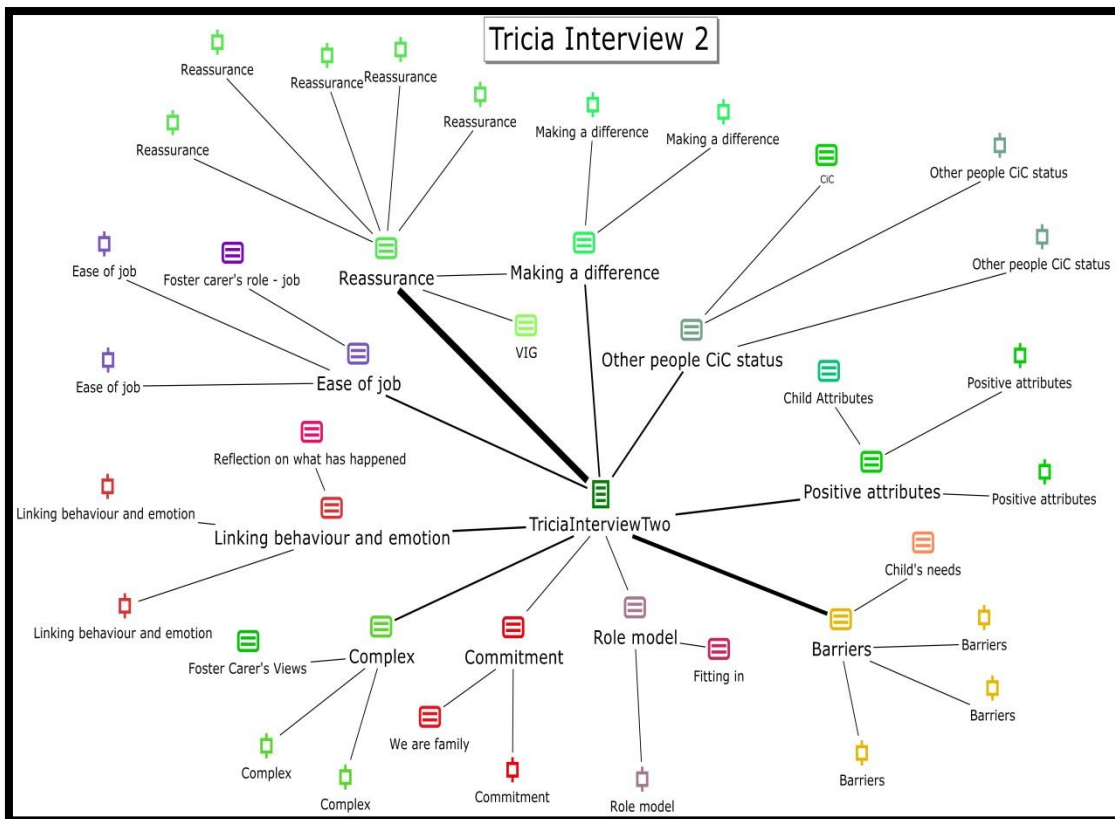 Tricia Interview 2
Reassurance
Reassurance
Reassurance
Reassurance
Reassurance
Making a difference
Making a difference
CiC
Other people CiC status
Other people CiC status
Ease of job
Foster carer's role - job
Reassurance
Making a difference
VIG
Other people CiC status
Ease of job
Ease of job
Child Attributes
Positive attributes
Reflection on what has happened
Positive attributes
Positive attributes
Linking behaviour and emotion
Linking behaviour and emotion
TriciaInterviewTwo
Child's needs
Linking behaviour and emotion
Foster Carer's Views
Complex
Commitment
Role model
Fitting in
Barriers
Barriers
Barriers
We are family
Complex
Complex
Commitment
Role model
Barriers